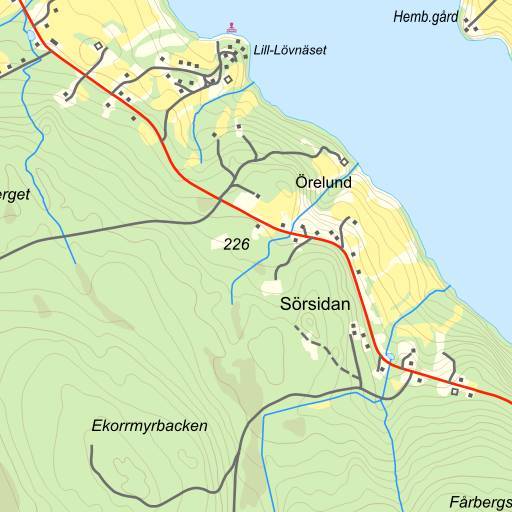 Hemb.gård
Lill-Lövnäset
Örelund
erget
226
Sörsidan
Ekorrmyrbacken
Fårbergs